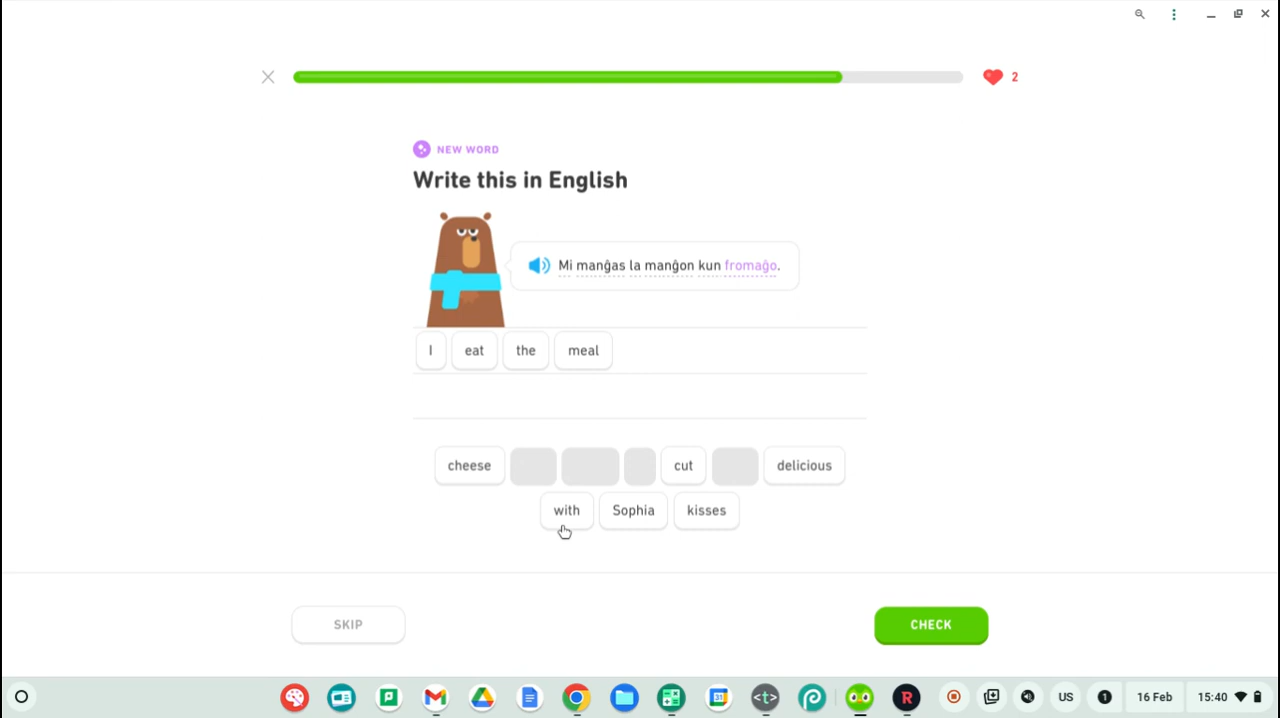 2
NEW WORD
Write this in English
Mi manĝas la manĝon kun fromaĝo.
I eat the meal
cheese cut delicious
with Sophia kisses
SKIP CHECK
US 1 16 Feb 15:40